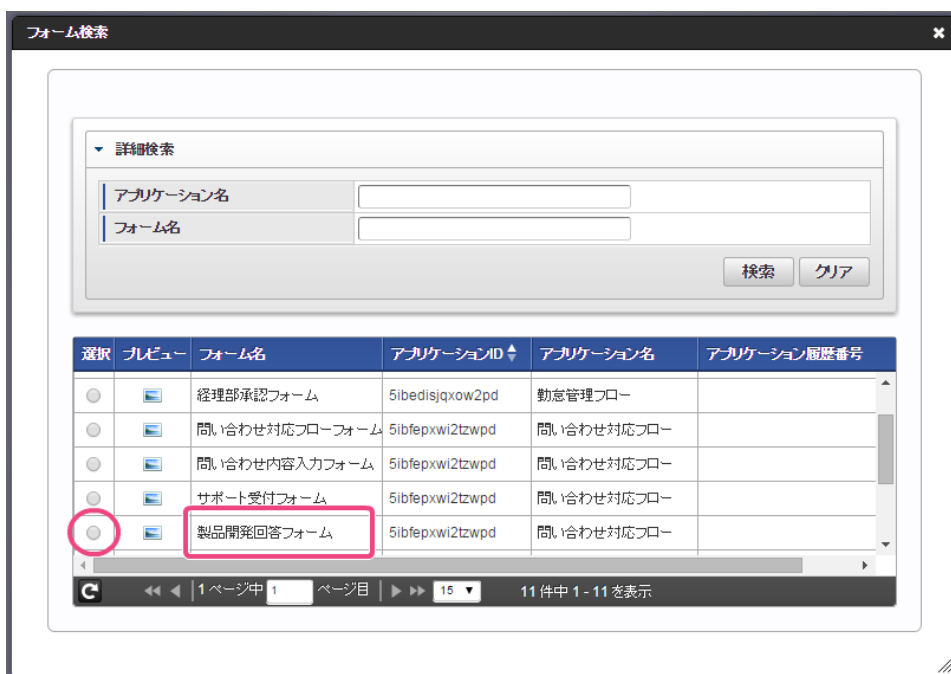 フォーム検索
詳細検索
アプリケーション名
フォーム名
検索 クリア
選択 プレビュー フォーム名 アプリケーションID アプリケーション名 アプリケーション履歴番号
経理部承認フォーム 5ibedisjqxow2pd 勤怠管理フロー
問い合わせ対応フローフォーム 5ibfepxwi2tzwpd 問い合わせ対応フロー
問い合わせ内容入力フォーム 5ibfepxwi2tzwpd 問い合わせ対応フロー
サポート受付フォーム 5ibfepxwi2tzwpd 問い合わせ対応フロー
製品開発回答フォーム 5ibfepxwi2tzwpd 問い合わせ対応フロー
1 ページ中 1 ページ目 15 11 件中 1 - 11 を表示